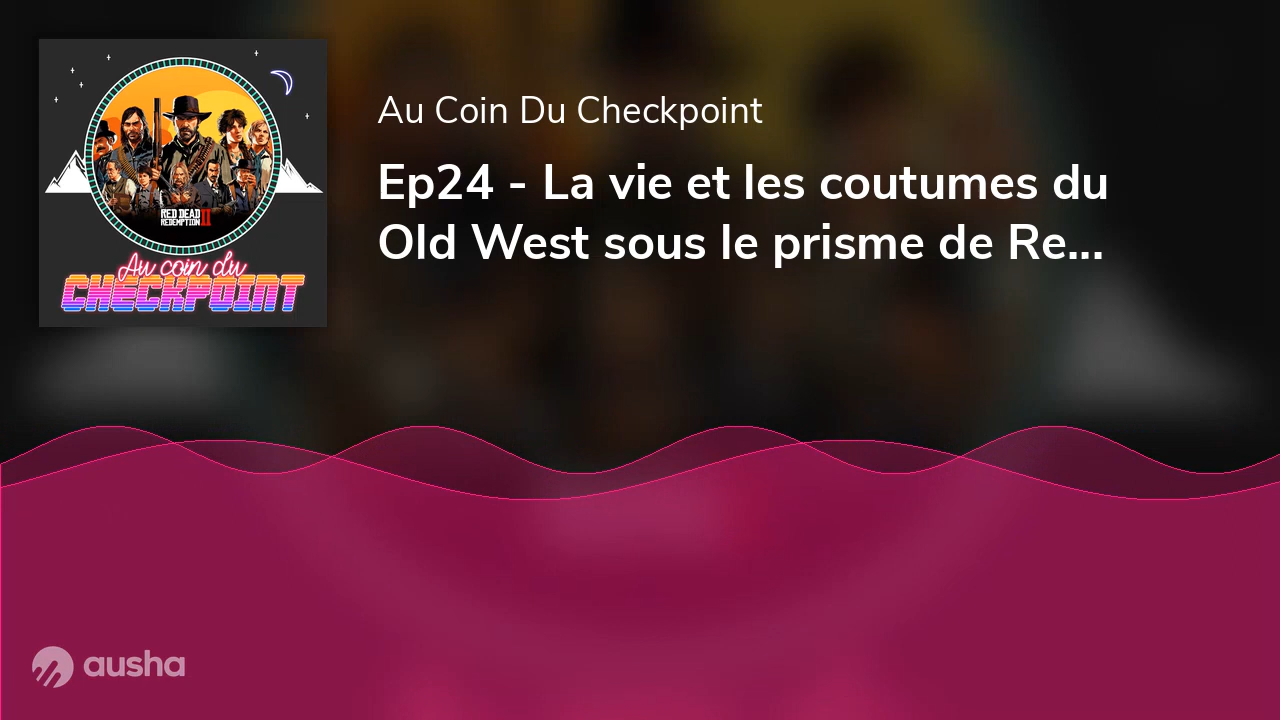 Au Coin Du Checkpoint
Ep24 - La vie et les coutumes du
Old West sous le prisme de Re...
RED DEAD
REDEMPTION II
Au coin du
CHECKPOINT
ausha